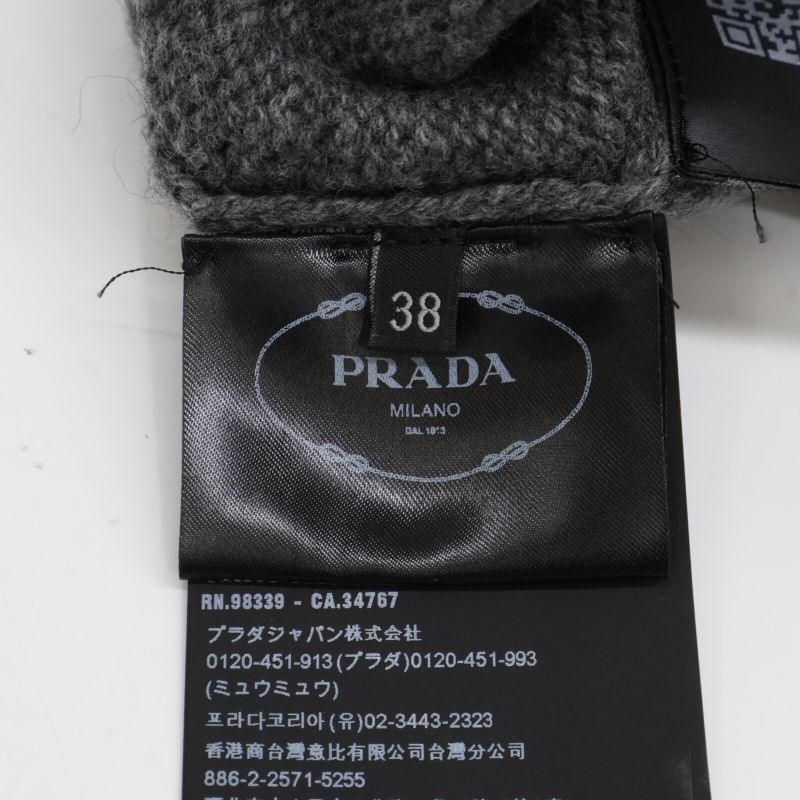 38
PRADA
MILANO
DAL 1913
RN.98339 - CA.34767
プラダジャパン株式会社
0120-451-913(プラダ)0120-451-993
(ミュウミュウ)
프라다코리아(유)02-3443-2323
香港商台灣意比有限公司台灣分公司
886-2-2571-5255